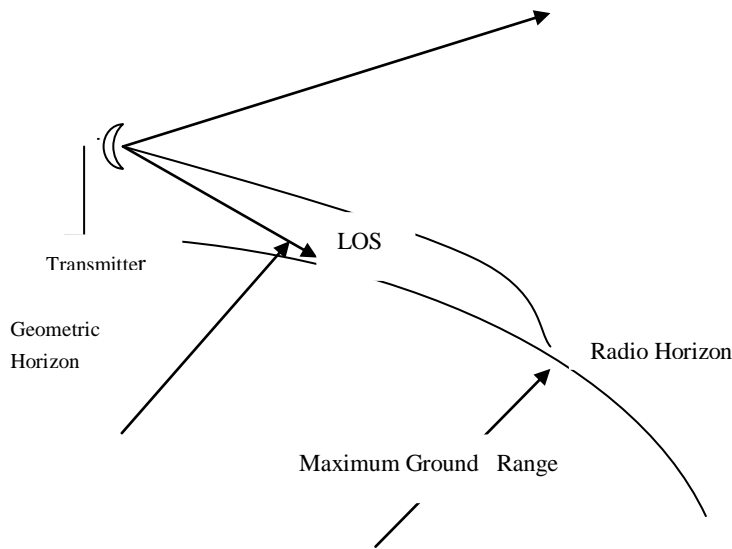 LOS
Transmitter
Geometric
Horizon
Radio Horizon
Maximum Ground Range